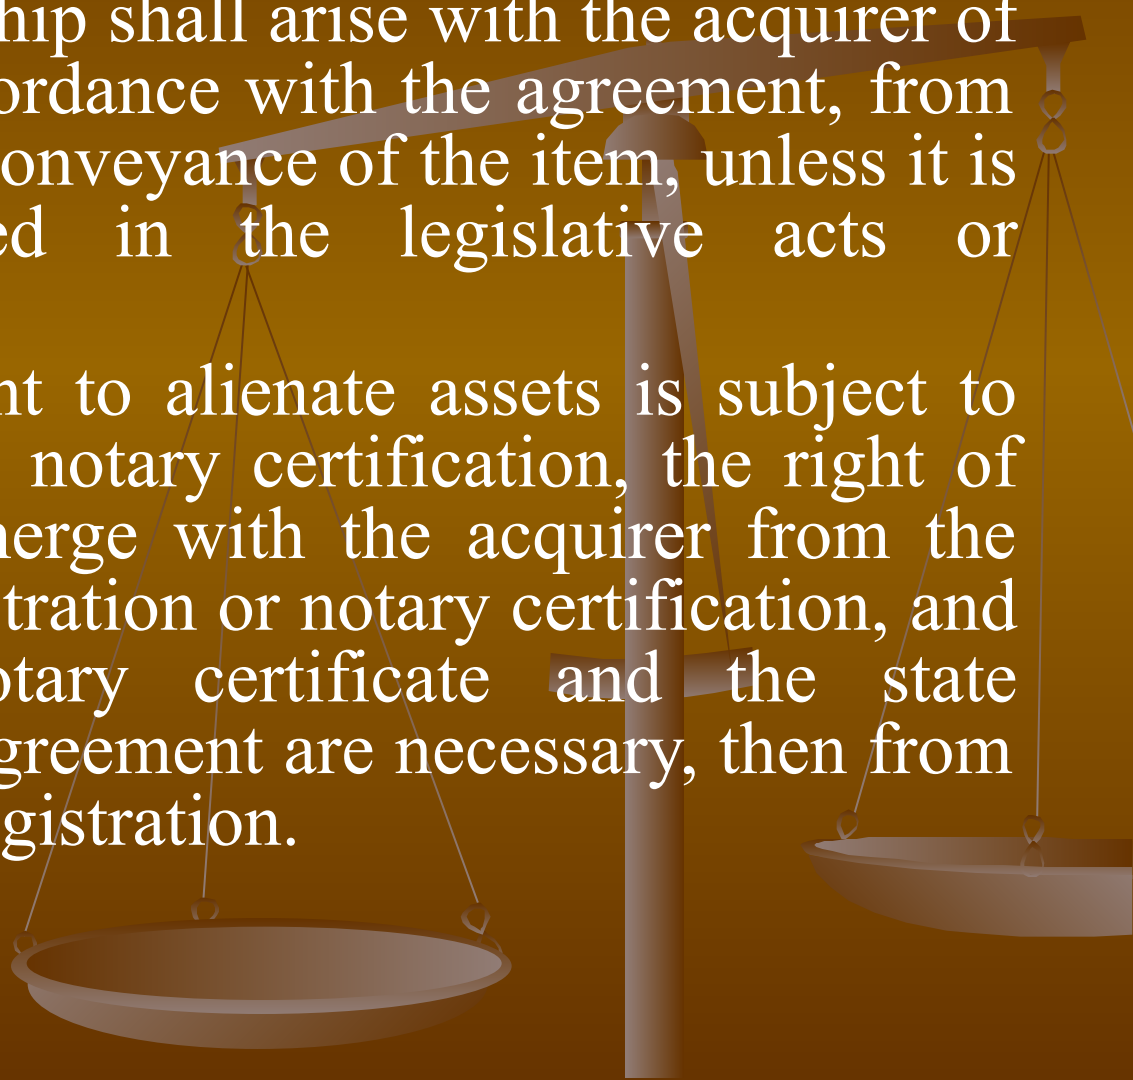 hip shall arise with the acquirer of
ordance with the agreement, from
onveyance of the item, unless it is
ed in the legislative acts or
nt to alienate assets is subject to
notary certification, the right of
nerge with the acquirer from the
tration or notary certification, and
otary certificate and the state
greement are necessary, then from
gistration.